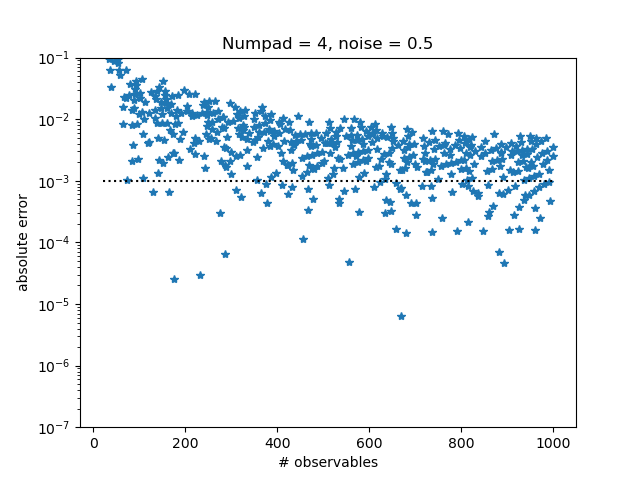 Numpad = 4, noise = 0.5
10⁻¹
10⁻²
10⁻³
10⁻⁴
10⁻⁵
10⁻⁶
10⁻⁷
absolute error
0 200 400 600 800 1000
# observables